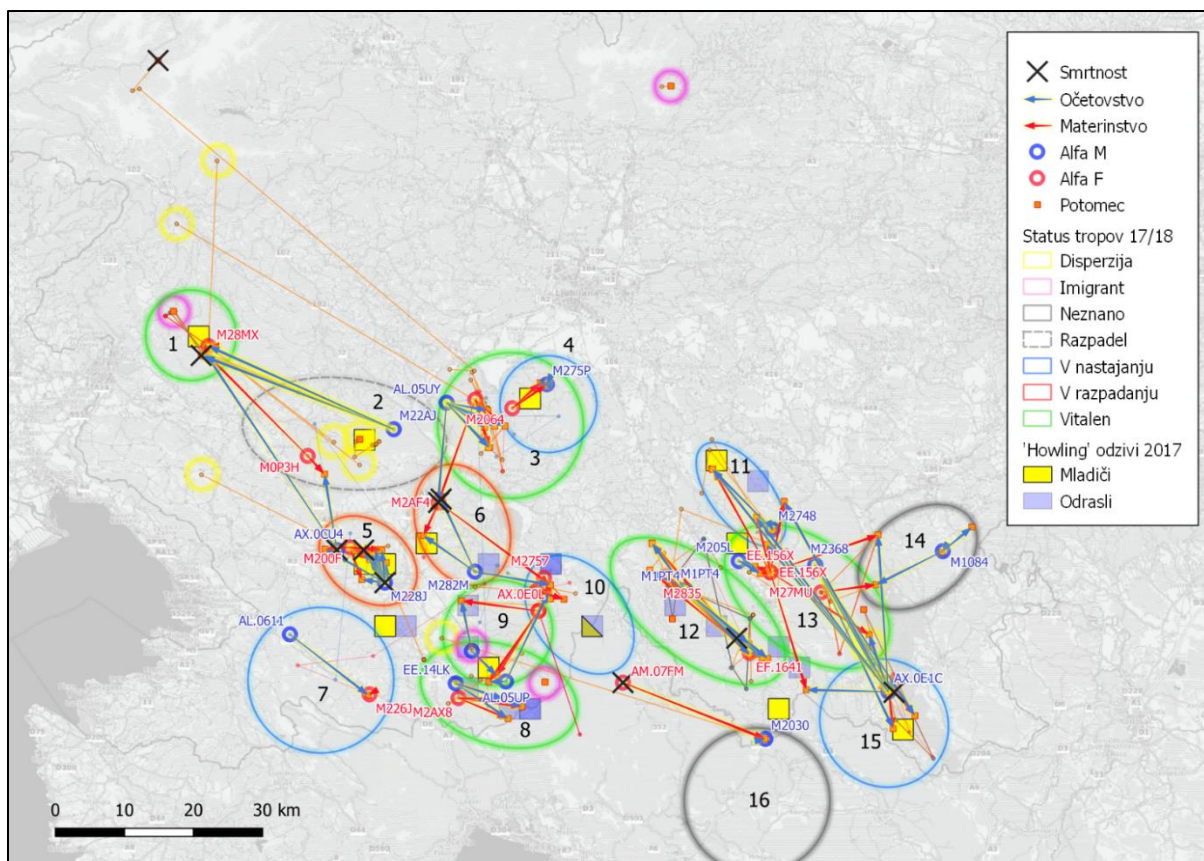 Smrtnost
Očetovstvo
Materinstvo
Alfa M
Alfa F
Potomec
Status tropov 17/18
Disperzija
Imigrant
Neznano
Razpadel
V nastajanju
V razpadanju
Vitalen
'Howling' odzivi 2017
Mladiči
Odrasli
M28MX
1
4
M275P
AL.05UY
2
M22AJ
M2064
3
M0P3H
11
M2AF4
6
M2748
AX.0CU4
5
M205L
EE.156X
M2368
14
M200F
M2757
EE.156X
M1084
M228J
M282M
M1PT4
M1PT4
M27MU
AX.0E0L
10
M2835
9
12
13
AL.0611
EE.14LK
EF.1641
7
AM.07FM
AX.0E1C
M226J
M2AX8
AL.05UP
8
M2030
15
16
0 10 20 30 km